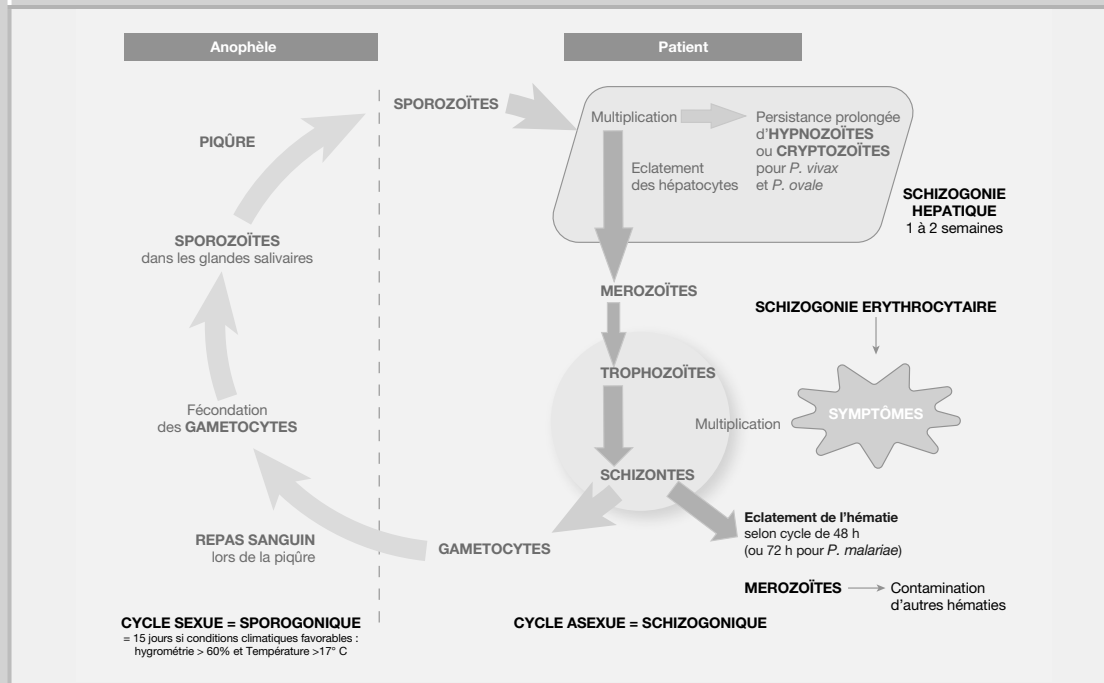 Anophèle
Patient
SPOROZOÏTES
Multiplication
Persistance prolongée
d'HYPNOZOÏTES
ou CRYPTOZOÏTES
pour P. vivax
et P. ovale
PIQÛRE
Eclatement
des hépatocytes
SCHIZOGONIE
HEPATIQUE
1 à 2 semaines
SPOROZOÏTES
dans les glandes salivaires
MEROZOÏTES
SCHIZOGONIE ERYTHROCYTAIRE
TROPHOZOÏTES
Fécondation
des GAMETOCYTES
Multiplication
SYMPTÔMES
SCHIZONTES
Eclatement de l'hématie
selon cycle de 48 h
(ou 72 h pour P. malariae)
REPAS SANGUIN
lors de la piqûre
GAMETOCYTES
MEROZOÏTES
Contamination
d'autres hématies
CYCLE SEXUE = SPOROGONIQUE
= 15 jours si conditions climatiques favorables :
hygrométrie > 60% et Température >17° C
CYCLE ASEXUE = SCHIZOGONIQUE